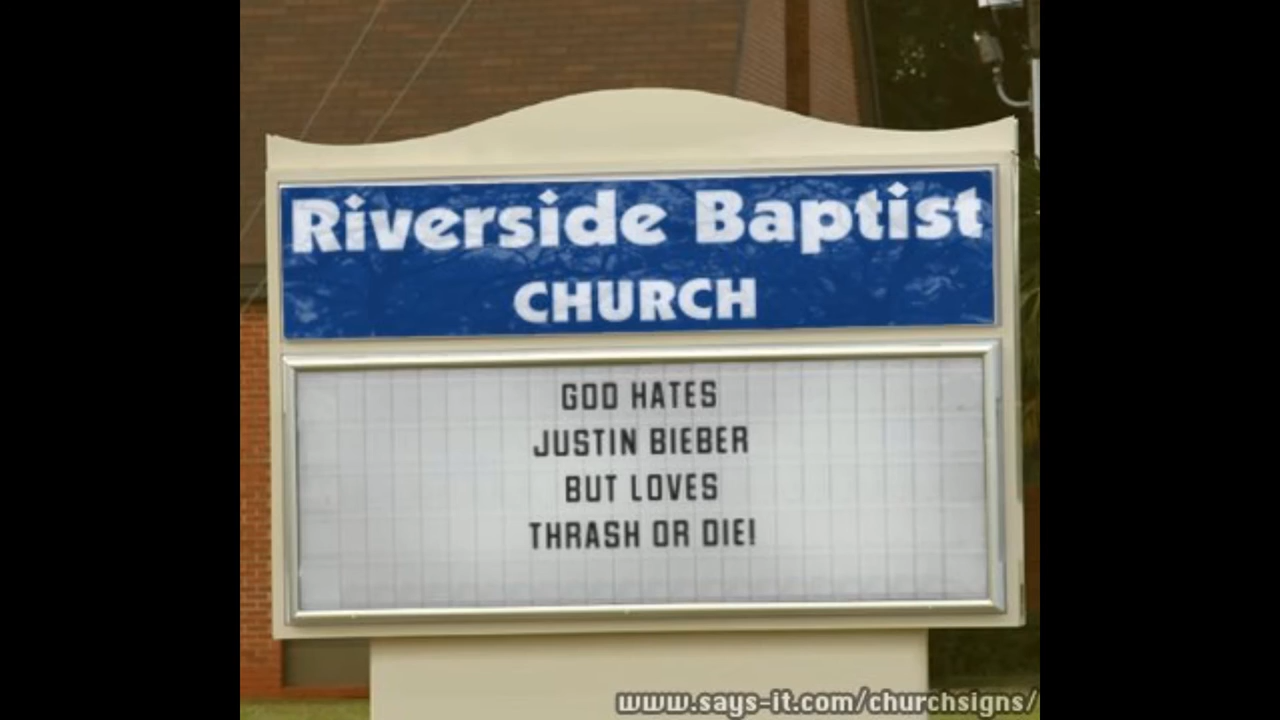 Riverside Baptist
CHURCH
GOD HATES
JUSTIN BIEBER
BUT LOVES
THRASH OR DIE!
www.says-it.com/churchsigns/